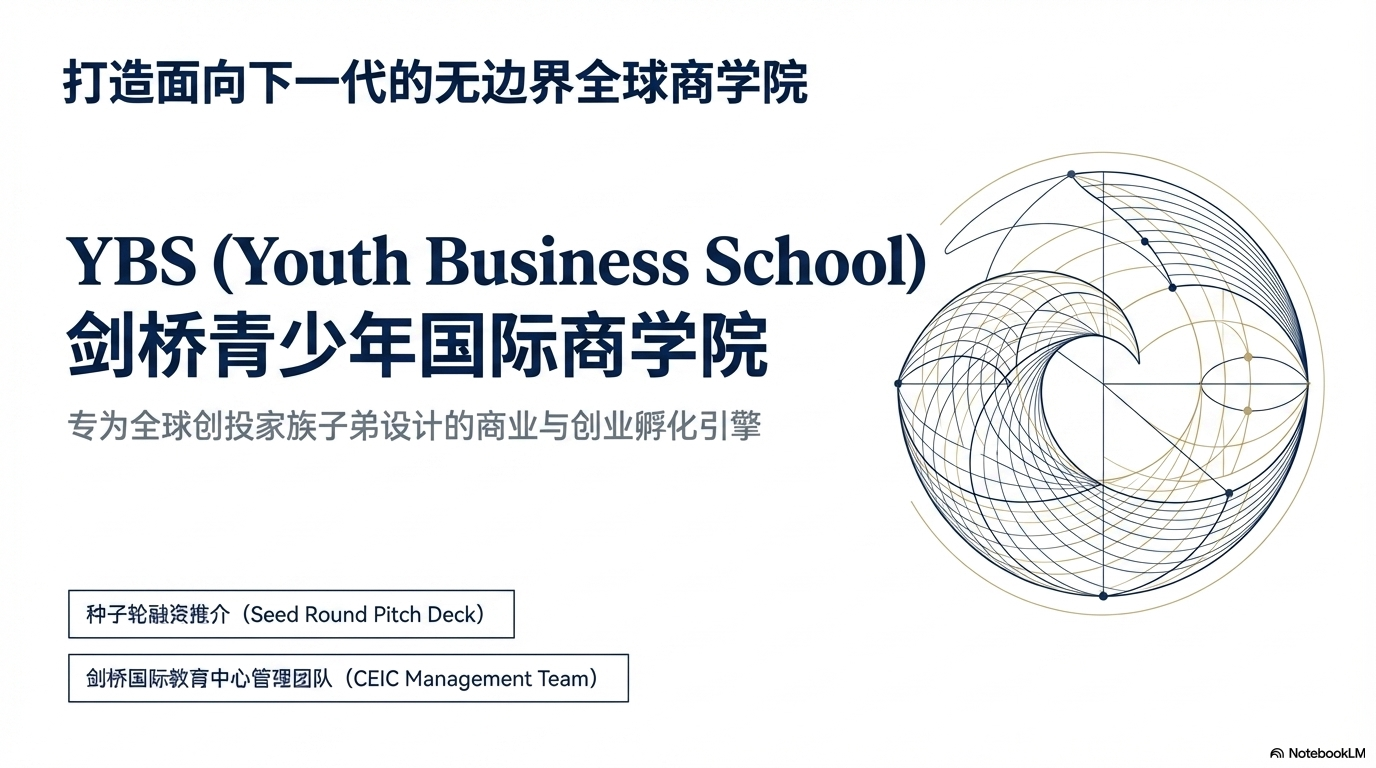 打造面向下一代的无边界全球商学院
YBS (Youth Business School)
剑桥青少年国际商学院
专为全球创投家族子弟设计的商业与创业孵化引擎
种子轮融资推介（Seed Round Pitch Deck）
剑桥国际教育中心管理团队（CEIC Management Team）
NotebookLM